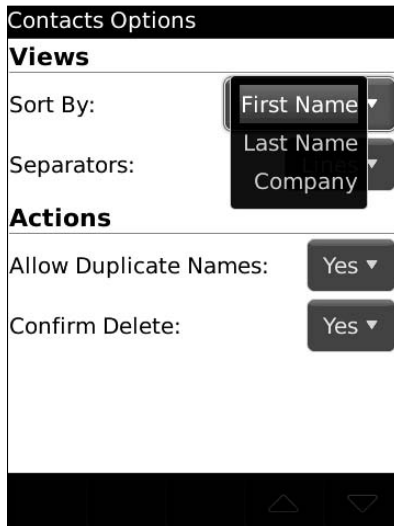 Contacts Options
Views
Sort By: First Name
Last Name
Separators: Lines
Company
Actions
Allow Duplicate Names: Yes
Confirm Delete: Yes